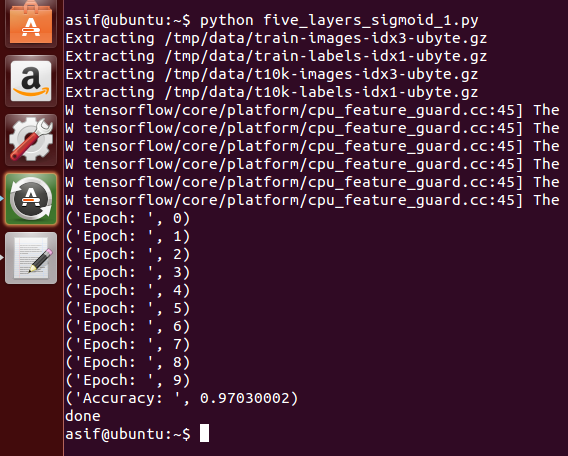 asif@ubuntu:~$ python five_layers_sigmoid_1.py
Extracting /tmp/data/train-images-idx3-ubyte.gz
Extracting /tmp/data/train-labels-idx1-ubyte.gz
Extracting /tmp/data/t10k-images-idx3-ubyte.gz
Extracting /tmp/data/t10k-labels-idx1-ubyte.gz
W tensorflow/core/platform/cpu_feature_guard.cc:45] The
W tensorflow/core/platform/cpu_feature_guard.cc:45] The
W tensorflow/core/platform/cpu_feature_guard.cc:45] The
W tensorflow/core/platform/cpu_feature_guard.cc:45] The
W tensorflow/core/platform/cpu_feature_guard.cc:45] The
W tensorflow/core/platform/cpu_feature_guard.cc:45] The
('Epoch: ', 0)
('Epoch: ', 1)
('Epoch: ', 2)
('Epoch: ', 3)
('Epoch: ', 4)
('Epoch: ', 5)
('Epoch: ', 6)
('Epoch: ', 7)
('Epoch: ', 8)
('Epoch: ', 9)
('Accuracy: ', 0.97030002)
done
asif@ubuntu:~$